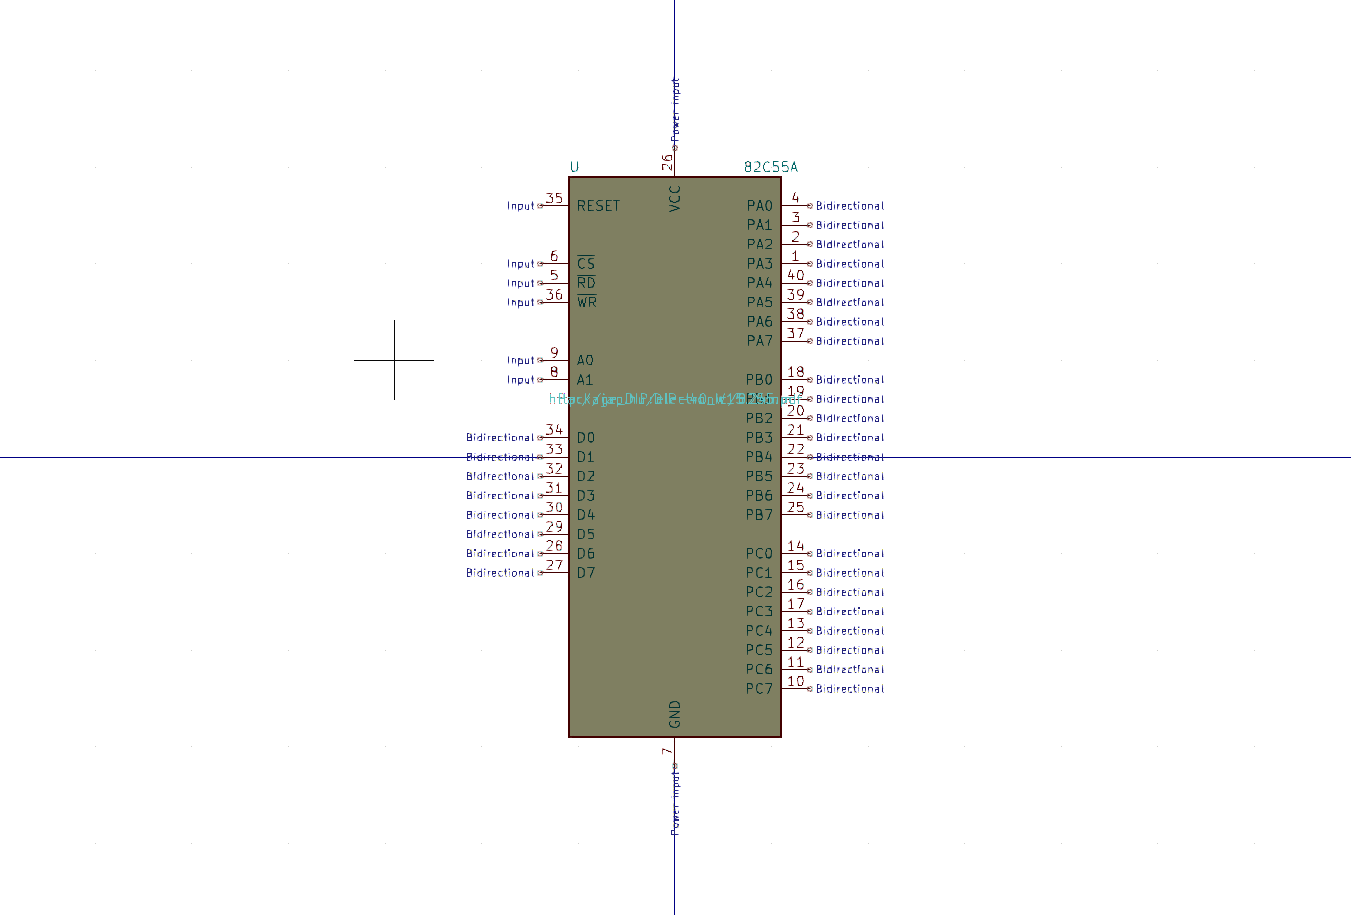 Power input
26
U 82C55A
VCC
Input 35 RESET PA0 4 Bidirectional
PA1 3 Bidirectional
PA2 2 Bidirectional
Input 6 CS PA3 1 Bidirectional
Input 5 RD PA4 40 Bidirectional
Input 36 WR PA5 39 Bidirectional
PA6 38 Bidirectional
PA7 37 Bidirectional
Input 9 A0
Input 8 A1 PB0 18 Bidirectional
19 Bidirectional
PB2 20 Bidirectional
Bidirectional 34 D0 PB3 21 Bidirectional
Bidirectional 33 D1 PB4 22 Bidirectional
Bidirectional 32 D2 PB5 23 Bidirectional
Bidirectional 31 D3 PB6 24 Bidirectional
Bidirectional 30 D4 PB7 25 Bidirectional
Bidirectional 29 D5
Bidirectional 26 D6 PC0 14 Bidirectional
Bidirectional 27 D7 PC1 15 Bidirectional
PC2 16 Bidirectional
PC3 17 Bidirectional
PC4 13 Bidirectional
PC5 12 Bidirectional
PC6 11 Bidirectional
PC7 10 Bidirectional
GND
7
Power input